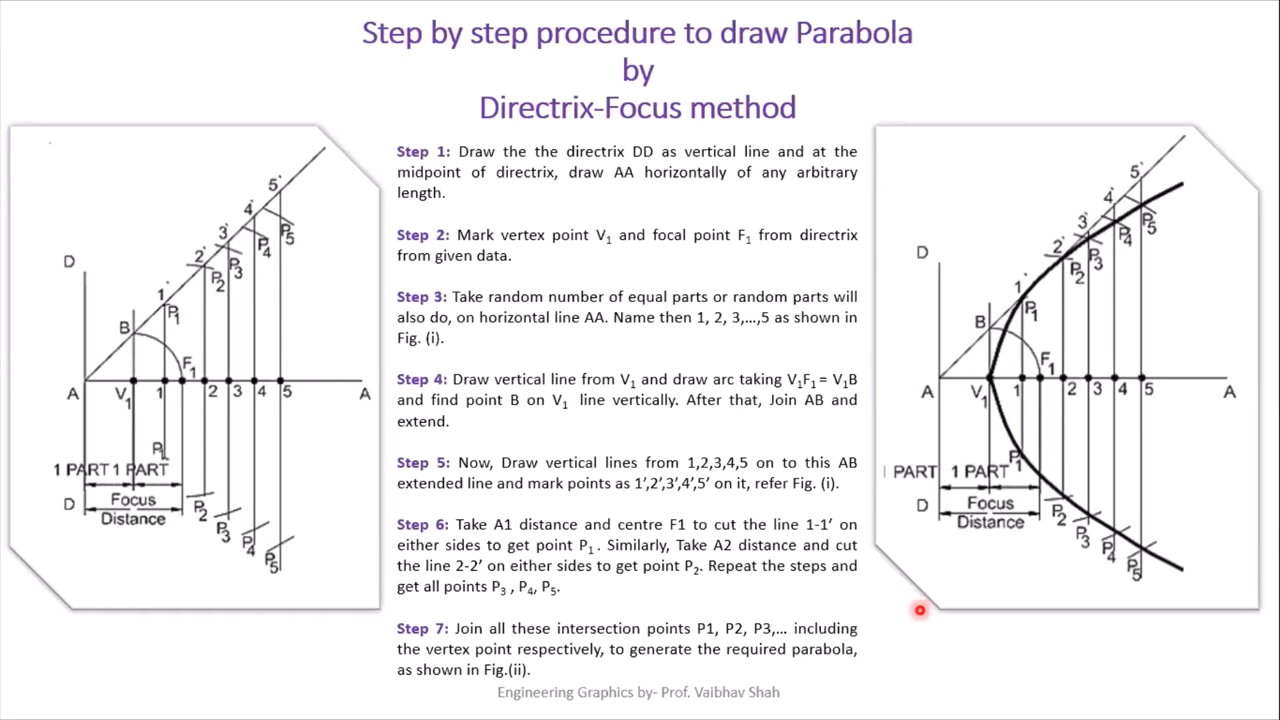 Step by step procedure to draw Parabola
by
Directrix-Focus method
Step 1: Draw the the directrix DD as vertical line and at the
midpoint of directrix, draw AA horizontally of any arbitrary
length.
Step 2: Mark vertex point V₁ and focal point F₁ from directrix
from given data.
Step 3: Take random number of equal parts or random parts will
also do, on horizontal line AA. Name then 1, 2, 3,...,5 as shown in
Fig. (i).
Step 4: Draw vertical line from V₁ and draw arc taking V₁F₁ = V₁B
and find point B on V₁ line vertically. After that, Join AB and
extend.
Step 5: Now, Draw vertical lines from 1,2,3,4,5 on to this AB
extended line and mark points as 1′,2′,3′,4′,5′ on it, refer Fig. (i).
Step 6: Take A1 distance and centre F1 to cut the line 1-1′ on
either sides to get point P₁ . Similarly, Take A2 distance and cut
the line 2-2′ on either sides to get point P₂. Repeat the steps and
get all points P₃ , P₄, P₅.
Step 7: Join all these intersection points P1, P2, P3,... including
the vertex point respectively, to generate the required parabola,
as shown in Fig.(ii).
Engineering Graphics by- Prof. Vaibhav Shah
5'
4'
3'
2'
1'
P₅
P₄
P₃
P₂
P₁
D
B
F₁
A V₁ 1 2 3 4 5 A
P₁
1 PART 1 PART
D
Focus
Distance
P₂
P₃
P₄
P₅
5'
4'
3'
2'
1'
P₅
P₄
P₃
P₂
P₁
D
B
F₁
A V₁ 1 2 3 4 5 A
P₁
PART 1 PART
D
Focus
Distance
P₂
P₃
P₄
P₅